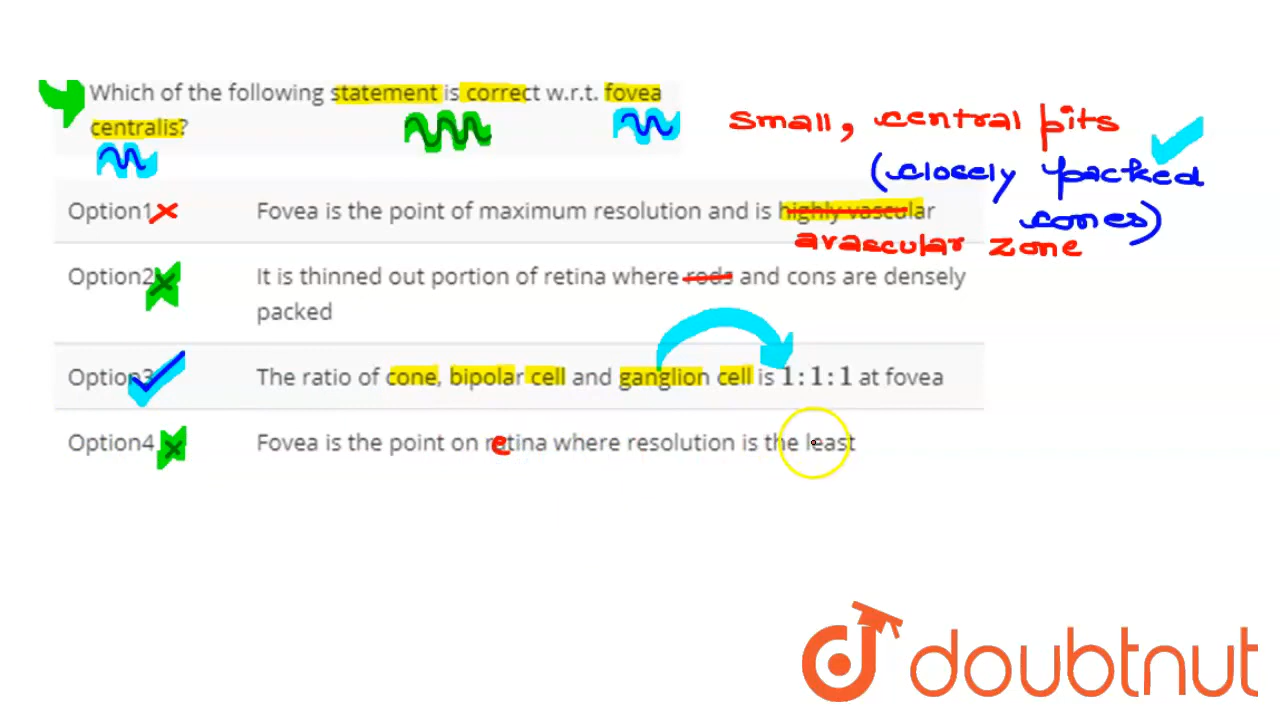 Which of the following statement is correct w.r.t. fovea
centralis?
small, central pits
(closely packed
cones)
Option1 Fovea is the point of maximum resolution and is highly vascular
avascular zone
Option2 It is thinned out portion of retina where rods and cons are densely
packed
Option3 The ratio of cone, bipolar cell and ganglion cell is 1:1:1 at fovea
Option4 Fovea is the point on retina where resolution is the least
doubtnut